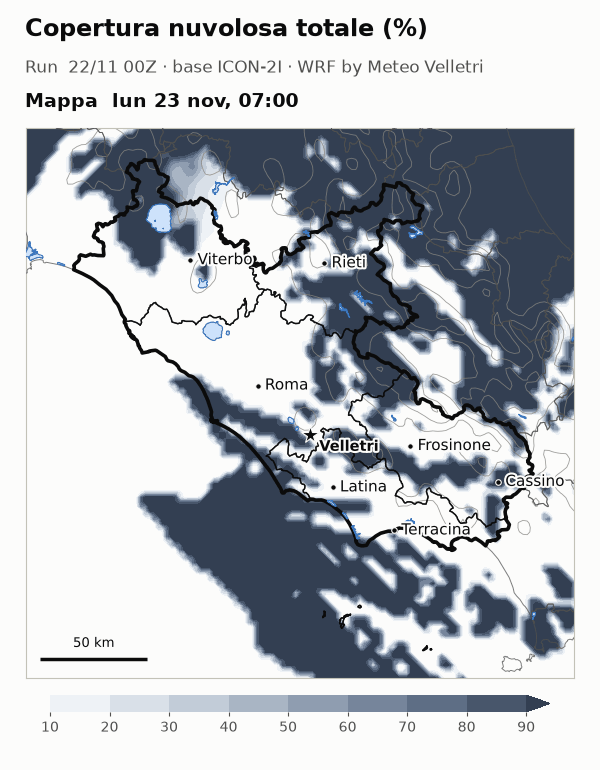 Copertura nuvolosa totale (%)
Run 22/11 00Z · base ICON-2I · WRF by Meteo Velletri
Mappa lun 23 nov, 07:00
Viterbo
Rieti
Roma
Velletri
Frosinone
Cassino
Latina
Terracina
50 km
10 20 30 40 50 60 70 80 90